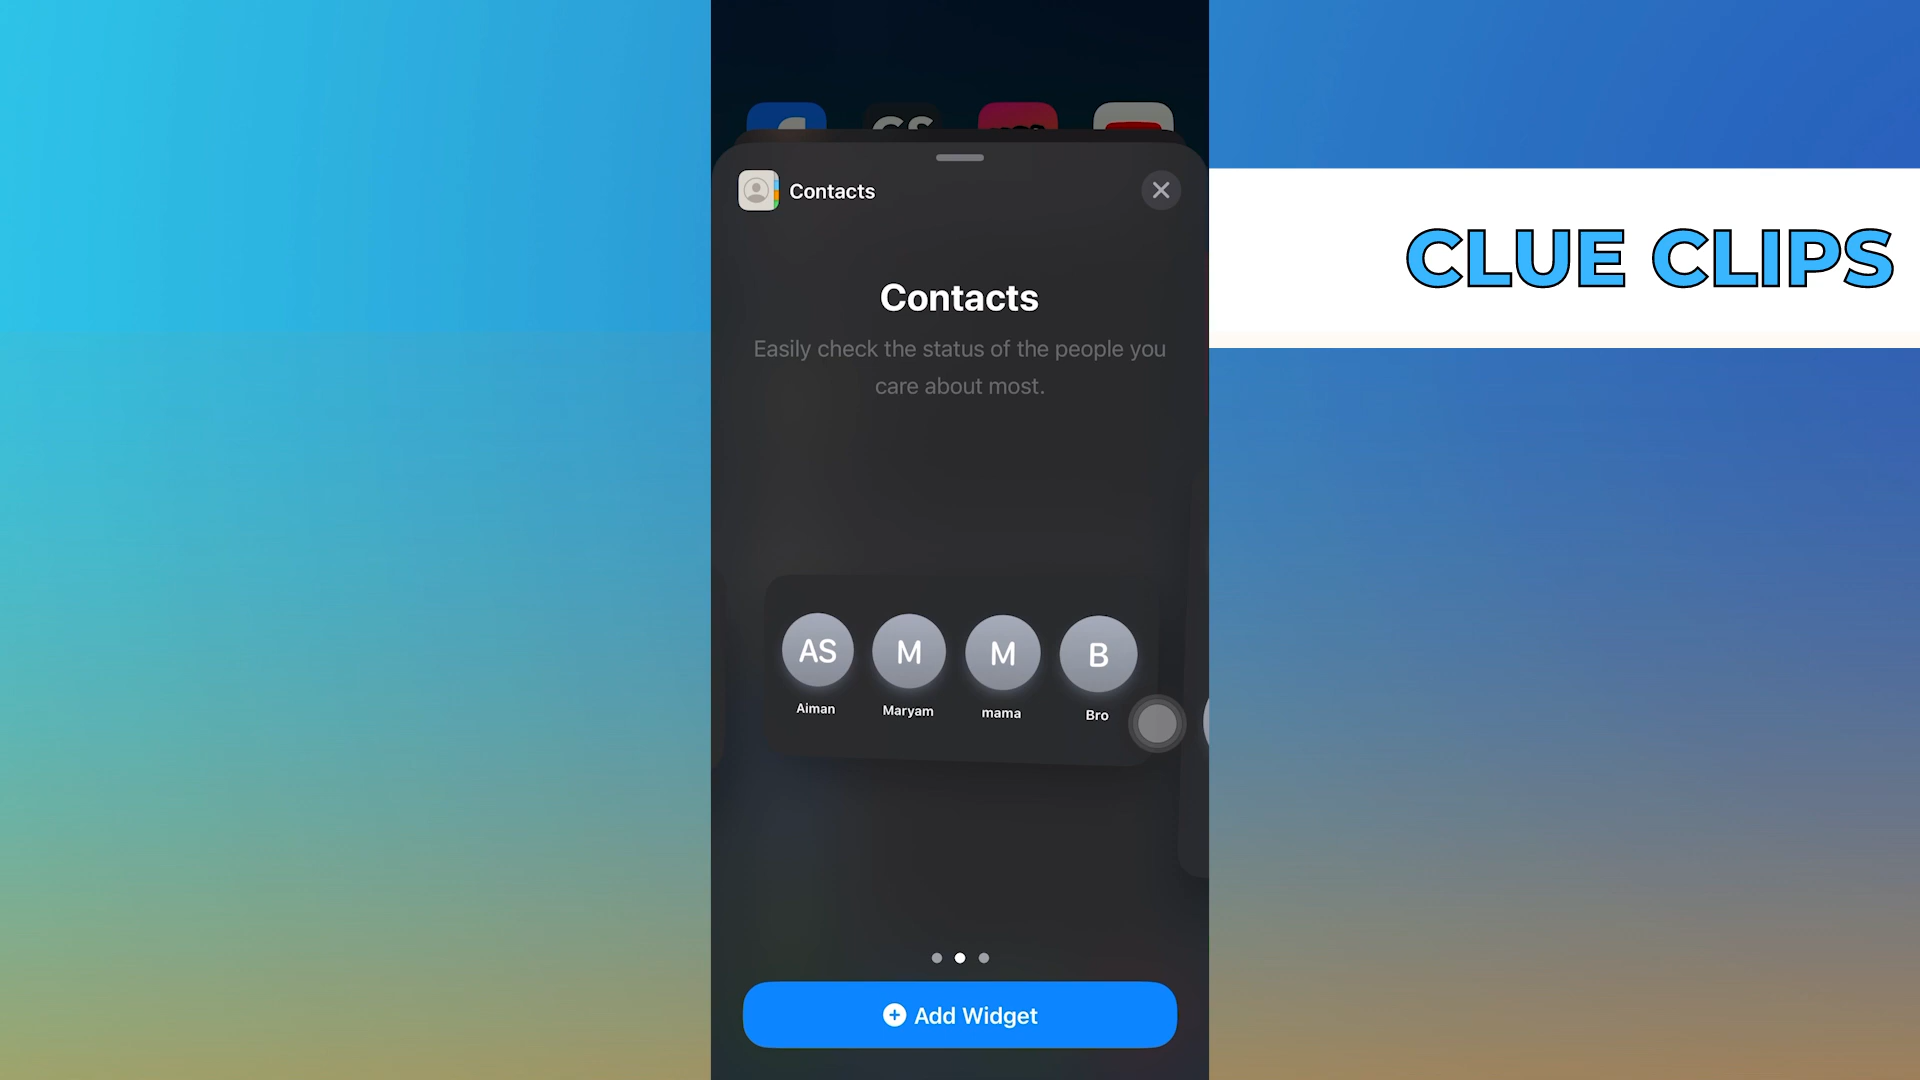 Contacts
CLUE CLIPS
Contacts
Easily check the status of the people you
care about most.
AS M M B
Aiman Maryam mama Bro
Add Widget